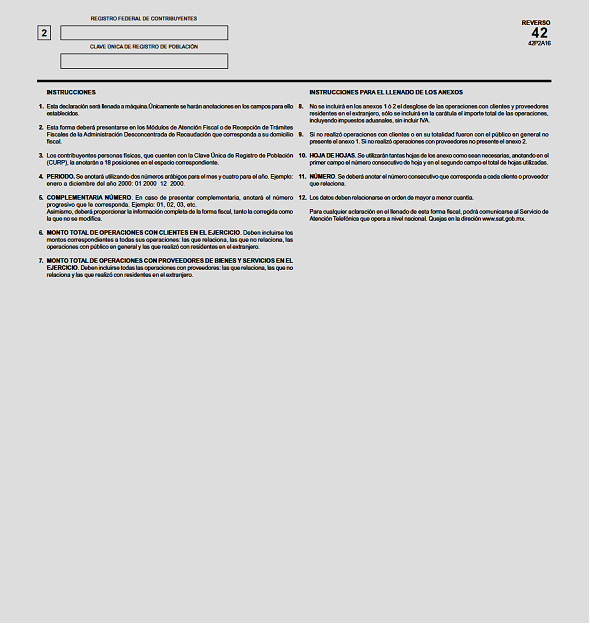 REGISTRO FEDERAL DE CONTRIBUYENTES
REVERSO
42
42P2A16
2
CLAVE ÚNICA DE REGISTRO DE POBLACIÓN
INSTRUCCIONES
1. Esta declaración será llenada a máquina.Únicamente se harán anotaciones en los campos para ello
establecidos.
2. Esta forma deberá presentarse en los Módulos de Atención Fiscal o de Recepción de Trámites
Fiscales de la Administración Desconcentrada de Recaudación que corresponda a su domicilio
fiscal.
3. Los contribuyentes personas físicas, que cuenten con la Clave Única de Registro de Población
(CURP), la anotarán a 18 posiciones en el espacio correspondiente.
4. PERIODO. Se anotará utilizando dos números arábigos para el mes y cuatro para el año. Ejemplo:
enero a diciembre del año 2000: 01 2000 12 2000.
5. COMPLEMENTARIA NÚMERO. En caso de presentar complementaria, anotará el número
progresivo que le corresponda. Ejemplo: 01, 02, 03, etc.
Asimismo, deberá proporcionar la información completa de la forma fiscal, tanto la corregida como
la que no se modifica.
6. MONTO TOTAL DE OPERACIONES CON CLIENTES EN EL EJERCICIO. Deben incluirse los
montos correspondientes a todas sus operaciones: las que relaciona, las que no relaciona, las
operaciones con público en general y las que realizó con residentes en el extranjero.
7. MONTO TOTAL DE OPERACIONES CON PROVEEDORES DE BIENES Y SERVICIOS EN EL
EJERCICIO. Deben incluirse todas las operaciones con proveedores: las que relaciona, las que no
relaciona y las que realizó con residentes en el extranjero.
INSTRUCCIONES PARA EL LLENADO DE LOS ANEXOS
8. No se incluirá en los anexos 1 ó 2 el desglose de las operaciones con clientes y proveedores
residentes en el extranjero, sólo se incluirá en la carátula el importe total de las operaciones,
incluyendo impuestos aduanales, sin incluir IVA.
9. Si no realizó operaciones con clientes o en su totalidad fueron con el público en general no
presente el anexo 1. Si no realizó operaciones con proveedores no presente el anexo 2.
10. HOJA DE HOJAS. Se utilizarán tantas hojas de los anexo como sean necesarias, anotando en el
primer campo el número consecutivo de hoja y en el segundo campo el total de hojas utilizadas.
11. NÚMERO. Se deberá anotar el número consecutivo que corresponda a cada cliente o proveedor
que relaciona.
12. Los datos deben relacionarse en orden de mayor a menor cuantía.
Para cualquier aclaración en el llenado de esta forma fiscal, podrá comunicarse al Servicio de
Atención Telefónica que opera a nivel nacional. Quejas en la direción www.sat.gob.mx.